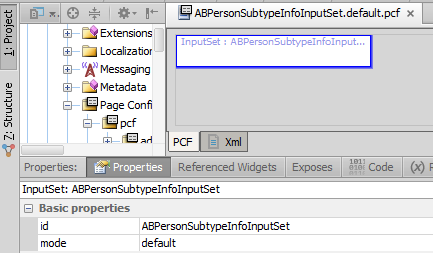 1: Project
Z: Structure
Extensions
Localization
Messaging
Metadata
Page Confi
pcf
ad
ABPersonSubtypeInfoInputSet.default.pcf
InputSet : ABPersonSubtypeInfoInput...
PCF
Xml
Properties:
Properties
Referenced Widgets
Exposes
Code
InputSet: ABPersonSubtypeInfoInputSet
Basic properties
id
ABPersonSubtypeInfoInputSet
mode
default